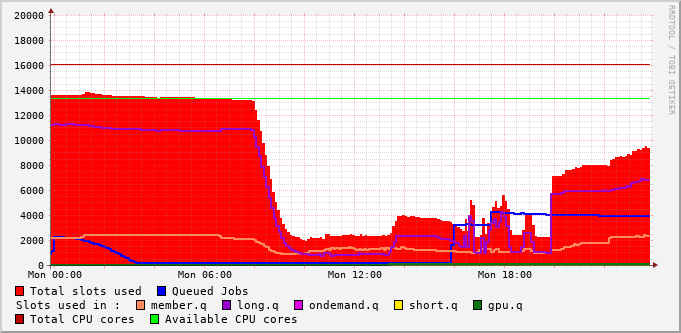 20000
18000
16000
14000
12000
10000
8000
6000
4000
2000
0
Mon 00:00 Mon 06:00 Mon 12:00 Mon 18:00
RRDTOOL / TOBI OETIKER
Total slots used Queued Jobs
Slots used in : member.q long.q ondemand.q short.q gpu.q
Total CPU cores Available CPU cores